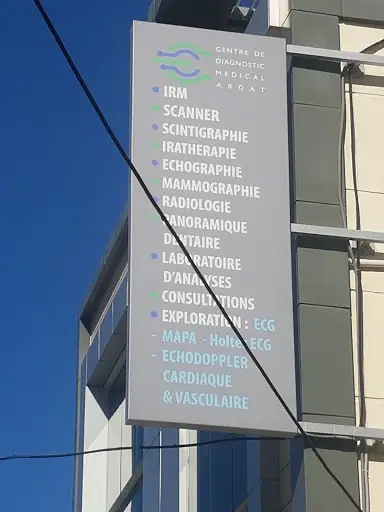 CENTRE DE
DIAGNOSTIC
MEDICAL
ABDAT
• IRM
• SCANNER
• SCINTIGRAPHIE
• IRATHERAPIE
• ECHOGRAPHIE
• MAMMOGRAPHIE
• RADIOLOGIE
• PANORAMIQUE
DENTAIRE
• LABORATOIRE
D'ANALYSES
• CONSULTATIONS
• EXPLORATION : ECG
- MAPA - Holter ECG
- ECHODOPPLER
CARDIAQUE
& VASCULAIRE